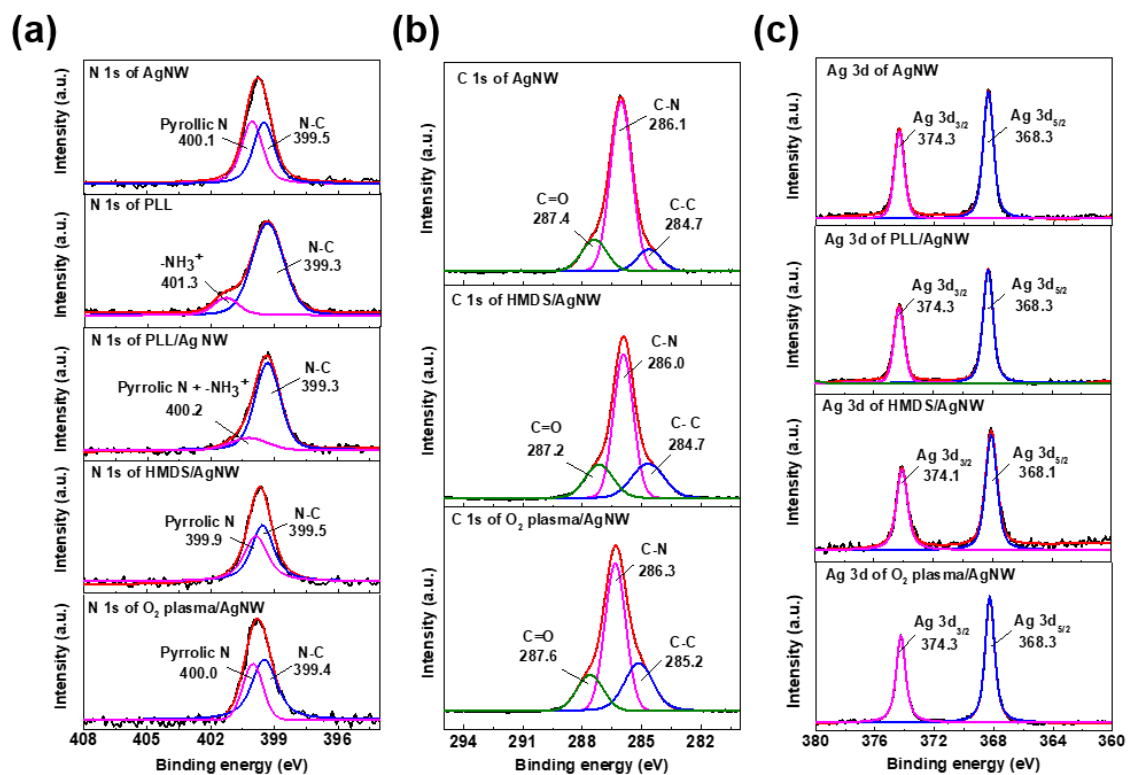 (a)
N 1s of AgNW
Pyrollic N
400.1
N-C
399.5
Intensity (a.u.)
N 1s of PLL
-NH₃⁺
401.3
N-C
399.3
Intensity (a.u.)
N 1s of PLL/Ag NW
Pyrrolic N + -NH₃⁺
400.2
N-C
399.3
Intensity (a.u.)
N 1s of HMDS/AgNW
Pyrrolic N
399.9
N-C
399.5
Intensity (a.u.)
N 1s of O₂ plasma/AgNW
Pyrrolic N
400.0
N-C
399.4
Intensity (a.u.)
408 405 402 399 396
Binding energy (eV)
(b)
C 1s of AgNW
C-N
286.1
C=O
287.4
C-C
284.7
Intensity (a.u.)
C 1s of HMDS/AgNW
C-N
286.0
C=O
287.2
C- C
284.7
Intensity (a.u.)
C 1s of O₂ plasma/AgNW
C-N
286.3
C=O
287.6
C-C
285.2
Intensity (a.u.)
294 291 288 285 282
Binding energy (eV)
(c)
Ag 3d of AgNW
Ag 3d₃/₂
374.3
Ag 3d₅/₂
368.3
Intensity (a.u.)
Ag 3d of PLL/AgNW
Ag 3d₃/₂
374.3
Ag 3d₅/₂
368.3
Intensity (a.u.)
Ag 3d of HMDS/AgNW
Ag 3d₃/₂
374.1
Ag 3d₅/₂
368.1
Intensity (a.u.)
Ag 3d of O₂ plasma/AgNW
Ag 3d₃/₂
374.3
Ag 3d₅/₂
368.3
Intensity (a.u.)
380 376 372 368 364 360
Binding energy (eV)